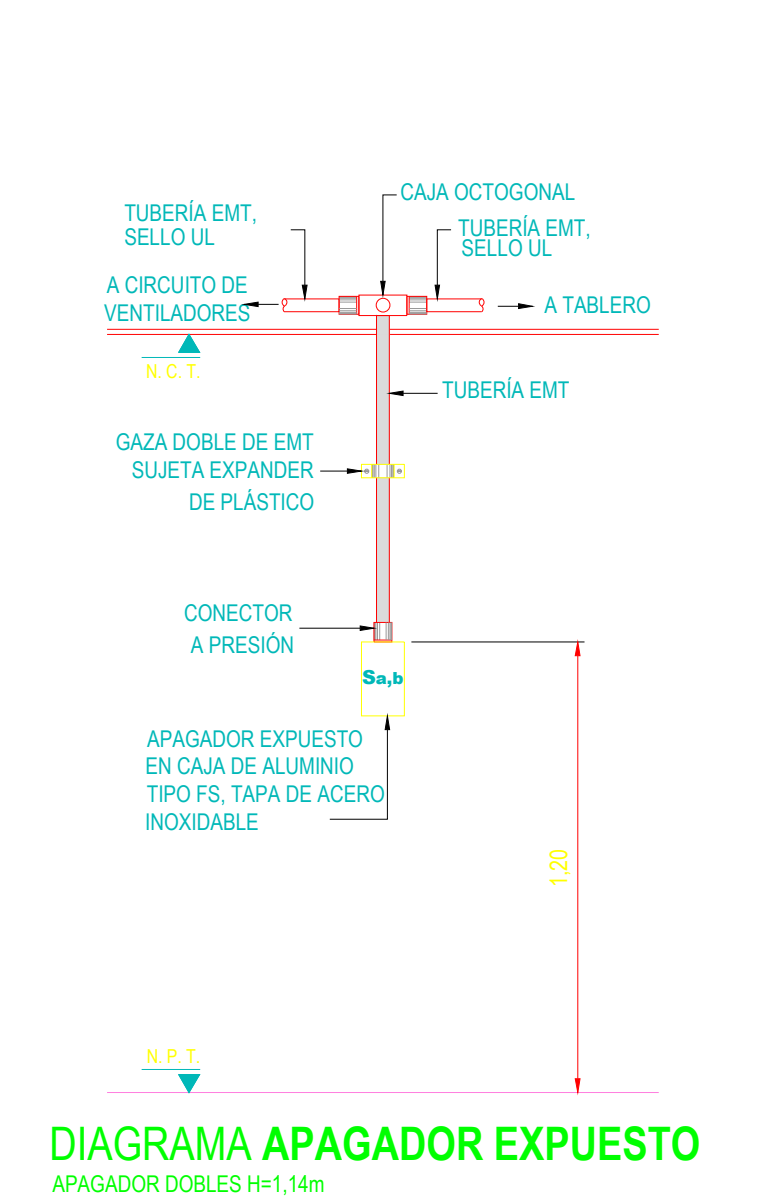 CAJA OCTOGONAL
TUBERÍA EMT,
SELLO UL
TUBERÍA EMT,
SELLO UL
A CIRCUITO DE
VENTILADORES
A TABLERO
N. C. T.
TUBERÍA EMT
GAZA DOBLE DE EMT
SUJETA EXPANDER
DE PLÁSTICO
CONECTOR
A PRESIÓN
Sa,b
APAGADOR EXPUESTO
EN CAJA DE ALUMINIO
TIPO FS, TAPA DE ACERO
INOXIDABLE
1,20
N. P. T.
DIAGRAMA APAGADOR EXPUESTO
APAGADOR DOBLES H=1,14m